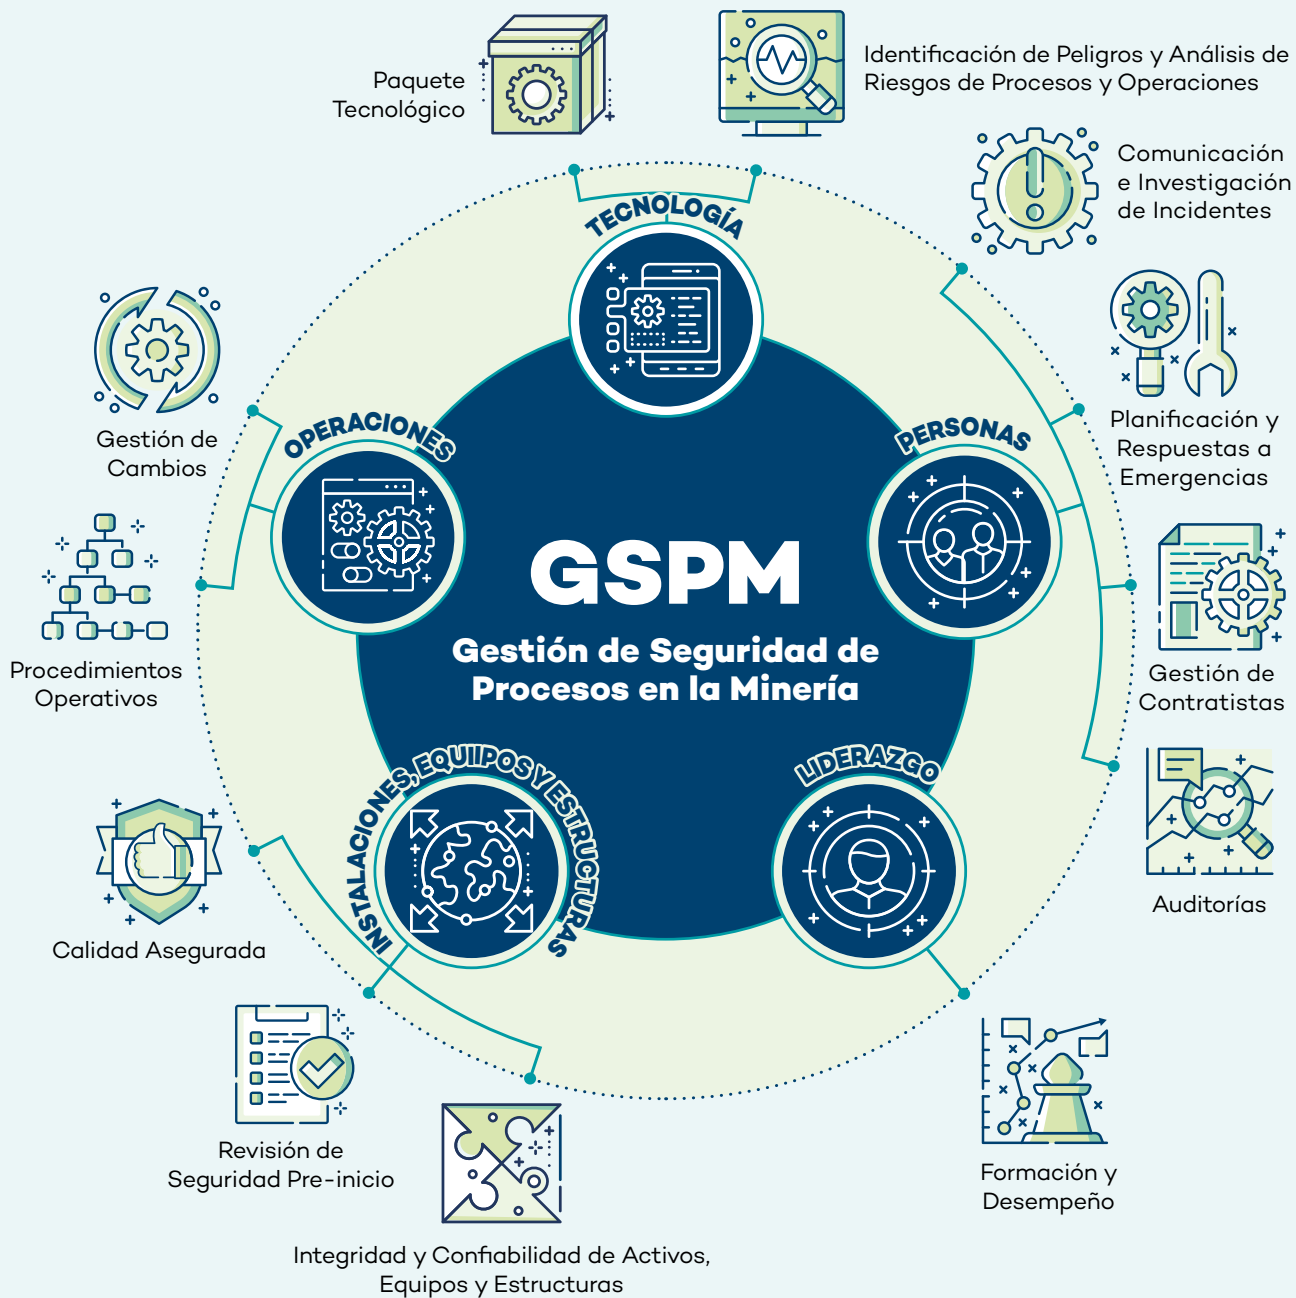 Paquete
Tecnológico
Identificación de Peligros y Análisis de
Riesgos de Procesos y Operaciones
Comunicación
e Investigación
de Incidentes
TECNOLOGÍA
Gestión de
Cambios
OPERACIONES
PERSONAS
Planificación y
Respuestas a
Emergencias
GSPM
Gestión de Seguridad de
Procesos en la Minería
Procedimientos
Operativos
Gestión de
Contratistas
INSTALACIONES, EQUIIPOS Y ESTRUCTURAS
LIDERAZGO
Calidad Asegurada
Auditorías
Revisión de
Seguridad Pre-inicio
Formación y
Desempeño
Integridad y Confiabilidad de Activos,
Equipos y Estructuras